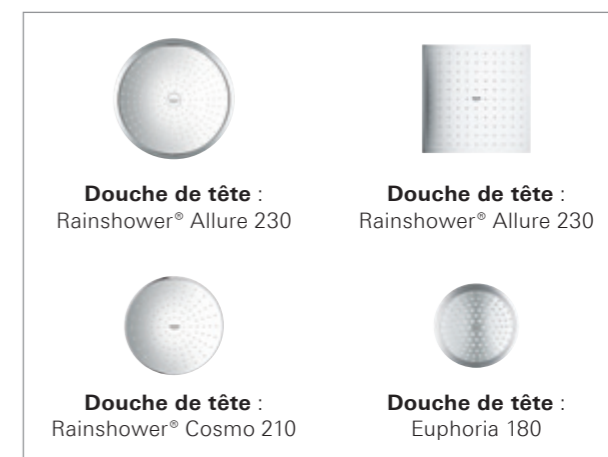 Douche de tête :
Rainshower® Allure 230
Douche de tête :
Rainshower® Allure 230
Douche de tête :
Rainshower® Cosmo 210
Douche de tête :
Euphoria 180